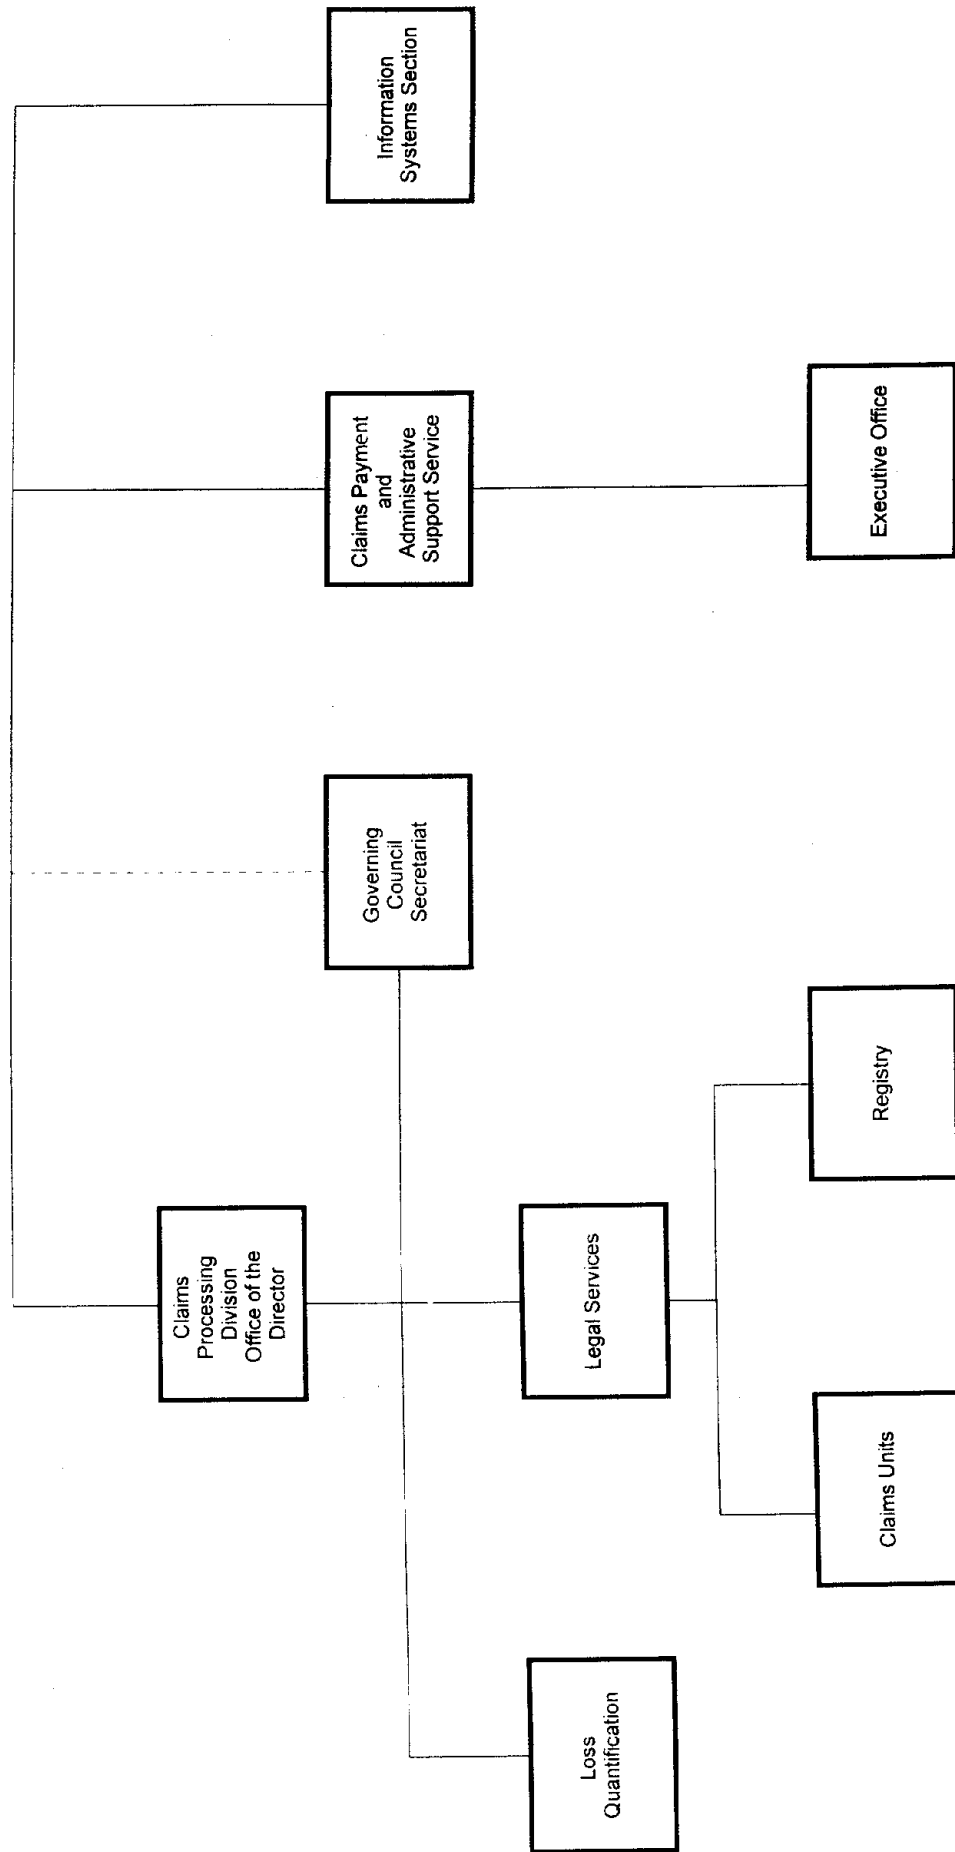 Claims
Processing
Division
Office of the
Director
Governing
Council
Secretariat
Claims Payment
and
Administrative
Support Service
Information
Systems Section
Loss
Quantification
Legal Services
Claims Units
Registry
Executive Office